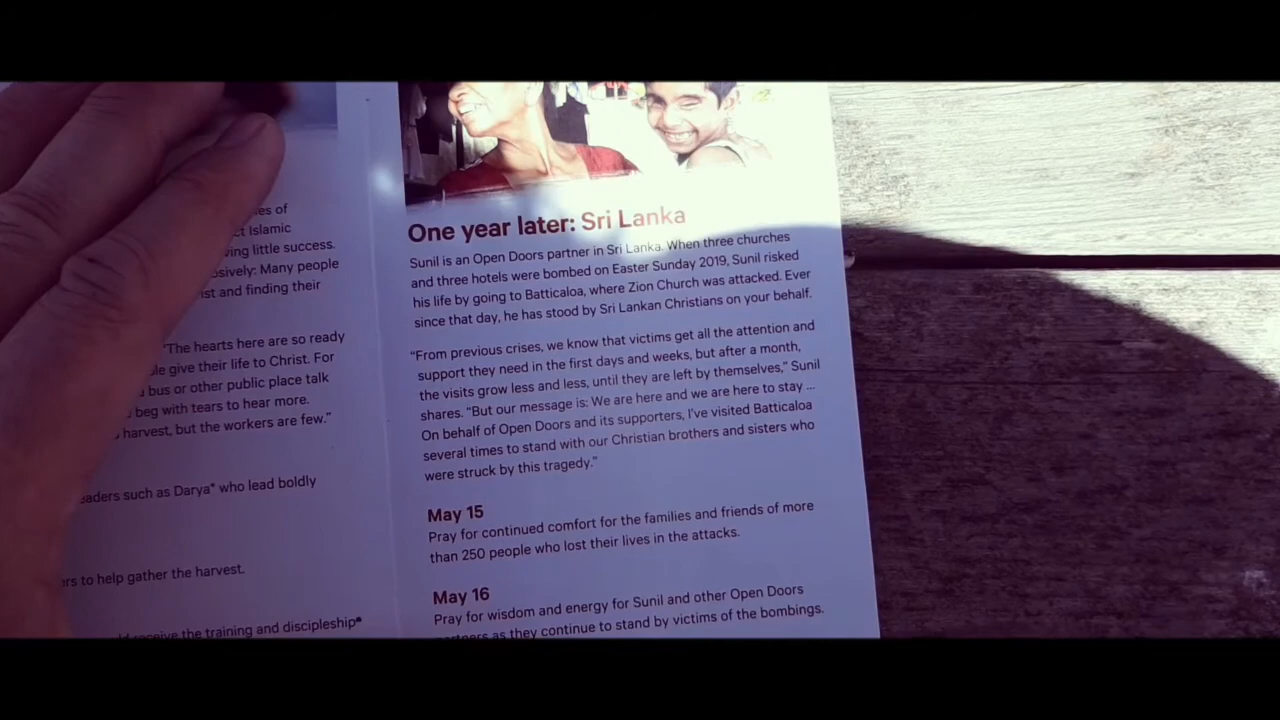 es of
t Islamic
ving little success.
sively: Many people
ist and finding their
"The hearts here are so ready
le give their life to Christ. For
bus or other public place talk
beg with tears to hear more.
harvest, but the workers are few."
eaders such as Darya* who lead boldly
ers to help gather the harvest.
receive the training and discipleship
One year later: Sri Lanka
Sunil is an Open Doors partner in Sri Lanka. When three churches
and three hotels were bombed on Easter Sunday 2019, Sunil risked
his life by going to Batticaloa, where Zion Church was attacked. Ever
since that day, he has stood by Sri Lankan Christians on your behalf.
"From previous crises, we know that victims get all the attention and
support they need in the first days and weeks, but after a month,
the visits grow less and less, until they are left by themselves," Sunil
shares. "But our message is: We are here and we are here to stay ...
On behalf of Open Doors and its supporters, I've visited Batticaloa
several times to stand with our Christian brothers and sisters who
were struck by this tragedy."
May 15
Pray for continued comfort for the families and friends of more
than 250 people who lost their lives in the attacks.
May 16
Pray for wisdom and energy for Sunil and other Open Doors
partners as they continue to stand by victims of the bombings.